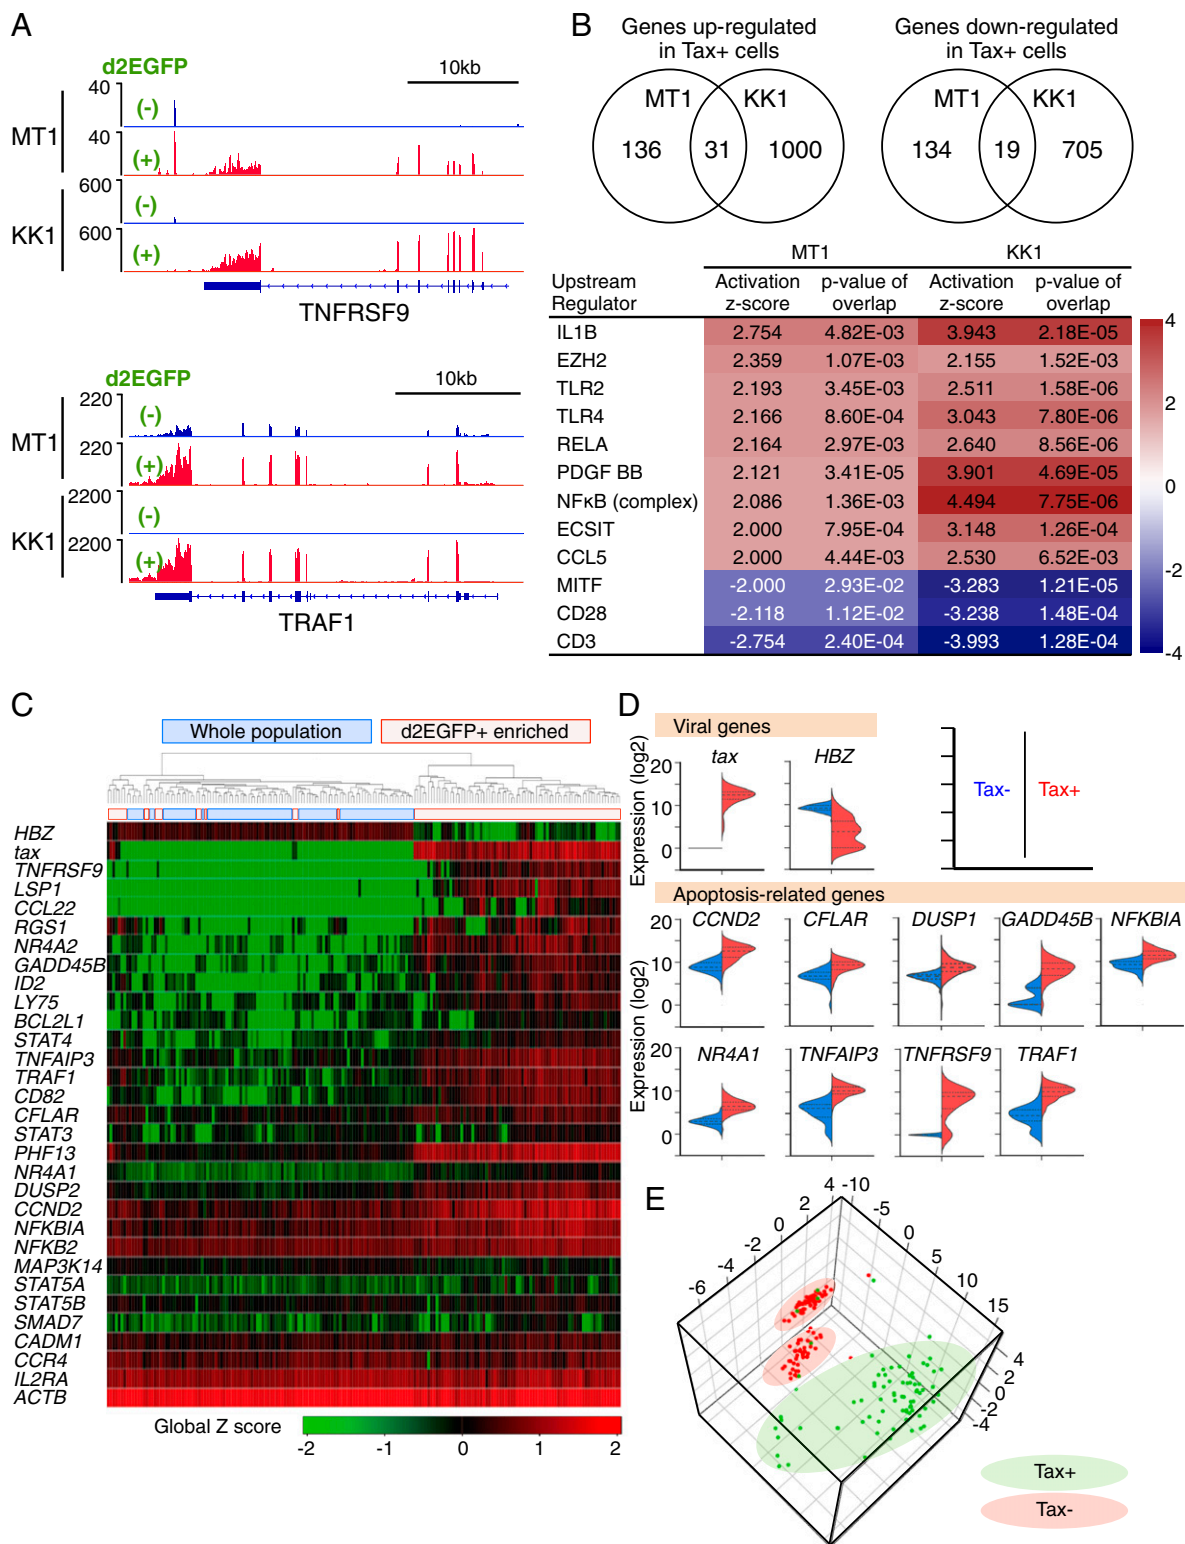 A
d2EGFP
10kb
MT1
40
(-)
40
(+)
KK1
600
(-)
600
(+)
TNFRSF9
d2EGFP
10kb
MT1
220
(-)
220
(+)
KK1
2200
(-)
2200
(+)
TRAF1
B
Genes up-regulated
in Tax+ cells
MT1 KK1
136 31 1000
Genes down-regulated
in Tax+ cells
MT1 KK1
134 19 705
MT1 KK1
Upstream Regulator Activation z-score p-value of overlap Activation z-score p-value of overlap
IL1B 2.754 4.82E-03 3.943 2.18E-05
EZH2 2.359 1.07E-03 2.155 1.52E-03
TLR2 2.193 3.45E-03 2.511 1.58E-06
TLR4 2.166 8.60E-04 3.043 7.80E-06
RELA 2.164 2.97E-03 2.640 8.56E-06
PDGF BB 2.121 3.41E-05 3.901 4.69E-05
NFκB (complex) 2.086 1.36E-03 4.494 7.75E-06
ECSIT 2.000 7.95E-04 3.148 1.26E-04
CCL5 2.000 4.44E-03 2.530 6.52E-03
MITF -2.000 2.93E-02 -3.283 1.21E-05
CD28 -2.118 1.12E-02 -3.238 1.48E-04
CD3 -2.754 2.40E-04 -3.993 1.28E-04
4
2
0
-2
-4
C
Whole population d2EGFP+ enriched
HBZ
tax
TNFRSF9
LSP1
CCL22
RGS1
NR4A2
GADD45B
ID2
LY75
BCL2L1
STAT4
TNFAIP3
TRAF1
CD82
CFLAR
STAT3
PHF13
NR4A1
DUSP2
CCND2
NFKBIA
NFKB2
MAP3K14
STAT5A
STAT5B
SMAD7
CADM1
CCR4
IL2RA
ACTB
Global Z score
-2 -1 0 1 2
D
Viral genes
tax HBZ
Expression (log2)
20
10
0
Tax- Tax+
Apoptosis-related genes
CCND2 CFLAR DUSP1 GADD45B NFKBIA
Expression (log2)
20
10
0
NR4A1 TNFAIP3 TNFRSF9 TRAF1
20
10
0
E
4 2 0 -2 -4 -6
-10 -5 0 5 10 15
4 2 0 -2 -4
Tax+
Tax-